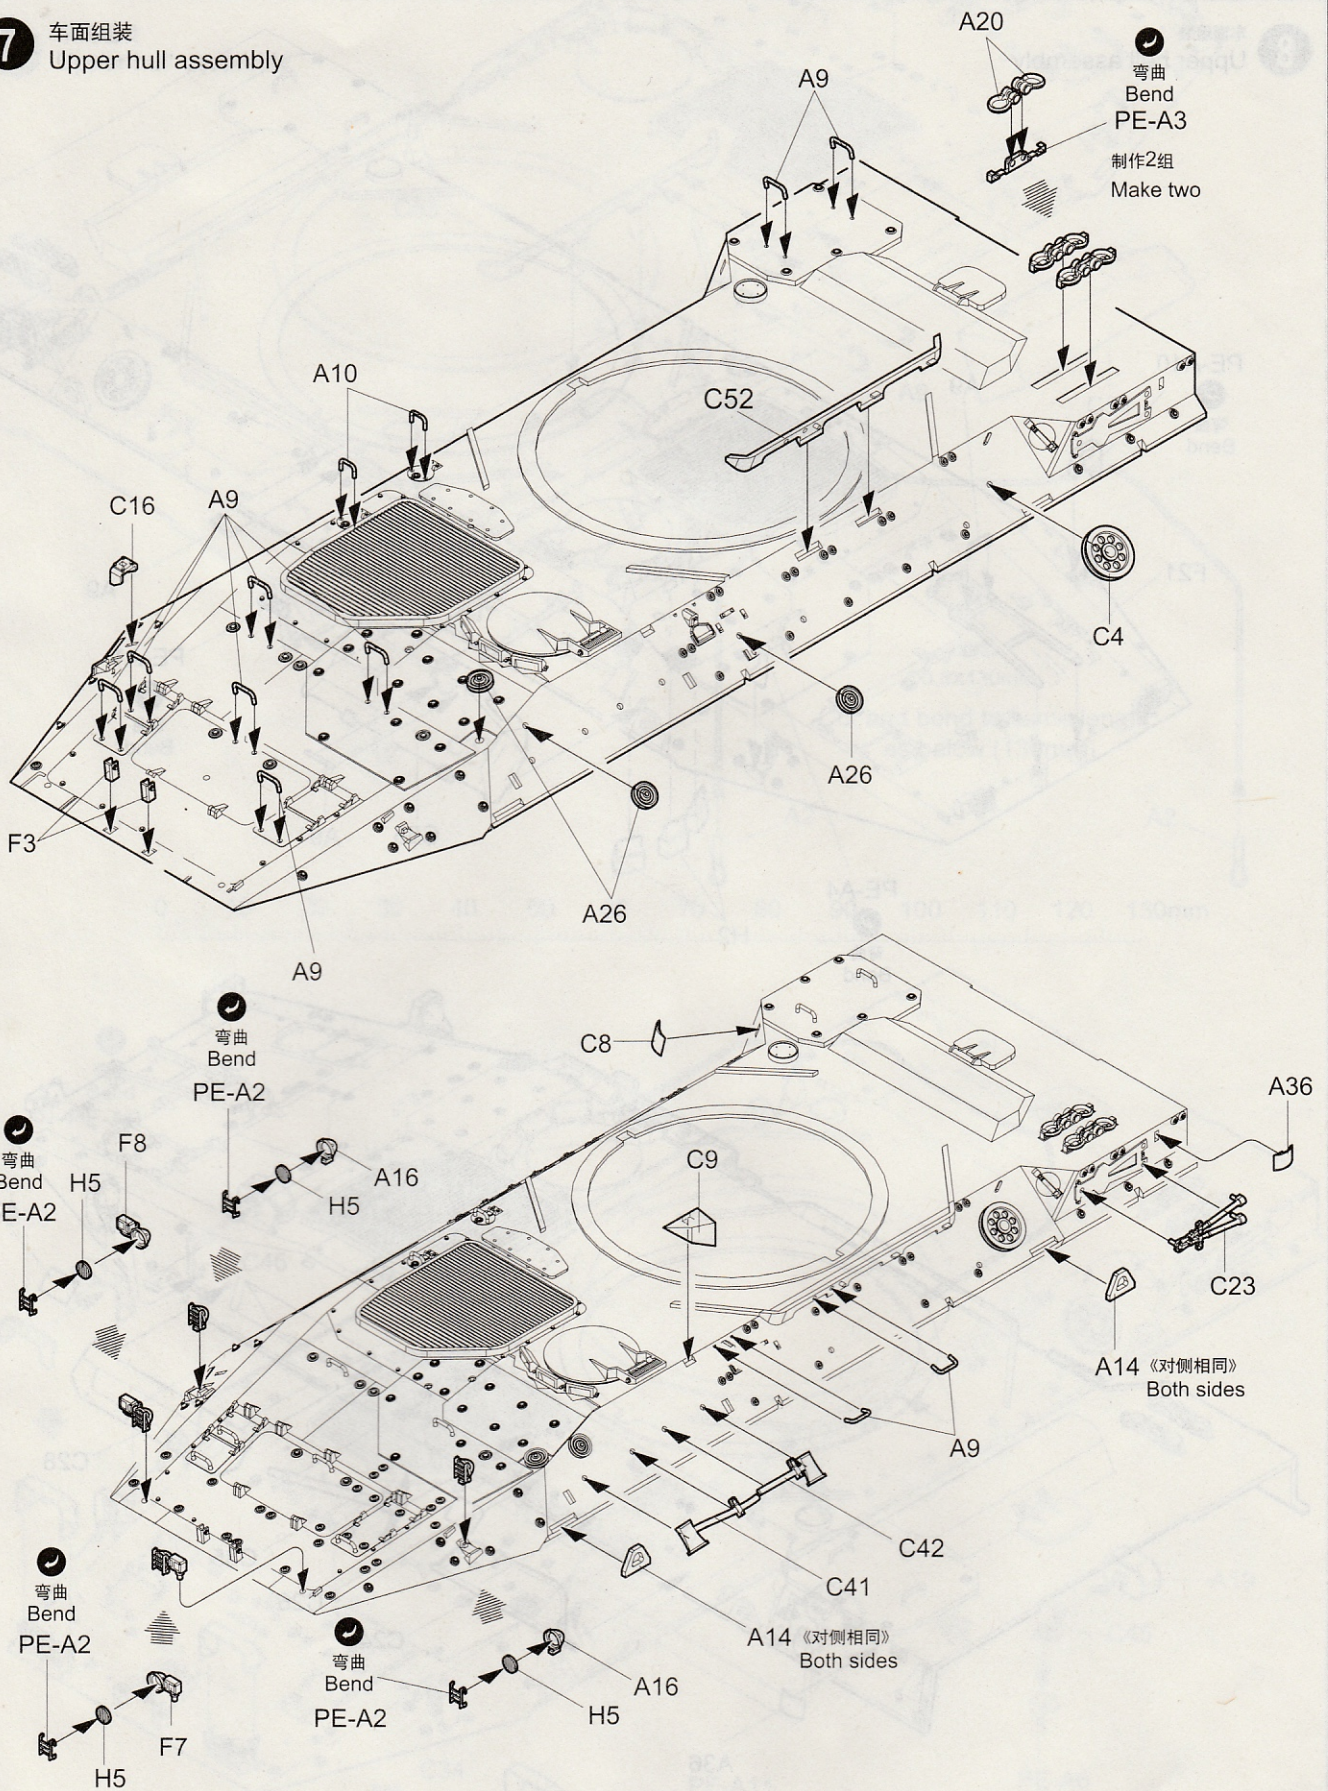 7
车面组装
Upper hull assembly
A20
弯曲
Bend
PE-A3
制作2组
Make two
A9
A10
C52
C16
A9
C4
A26
F3
A26
A9
弯曲
Bend
PE-A2
C8
A36
弯曲
Bend
E-A2
F8
H5
A16
H5
C9
C23
A14 《对侧相同》
Both sides
A9
C42
C41
弯曲
Bend
PE-A2
A14 《对侧相同》
Both sides
弯曲
Bend
PE-A2
A16
H5
F7
H5